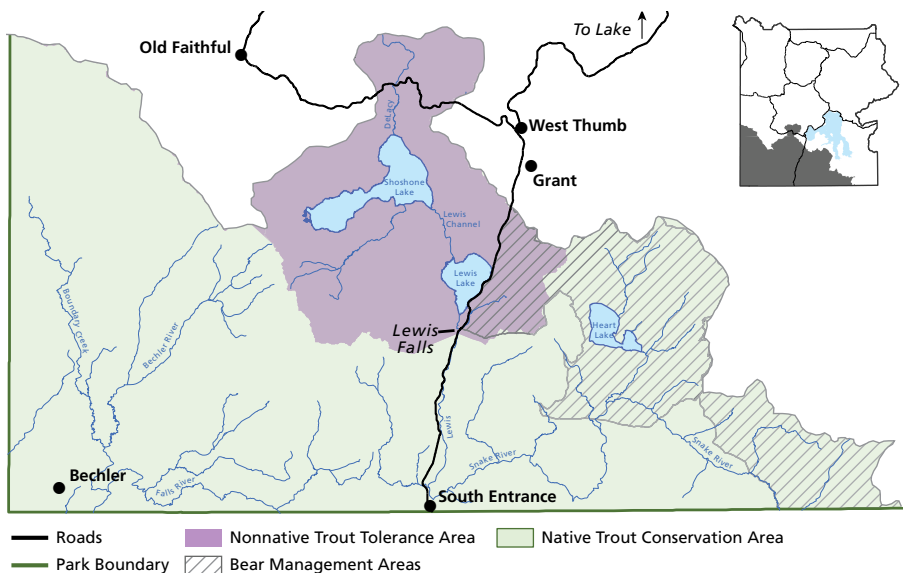 To Lake
Old Faithful
DeLacy
West Thumb
Grant
Shoshone
Lake
Lewis
Channel
Lewis
Lake
Lewis
Falls
Heart
Lake
Boundary Creek
Bechler River
Lewis
Snake River
Snake River
Falls River
Bechler
South Entrance
Roads
Nonnative Trout Tolerance Area
Native Trout Conservation Area
Park Boundary
Bear Management Areas